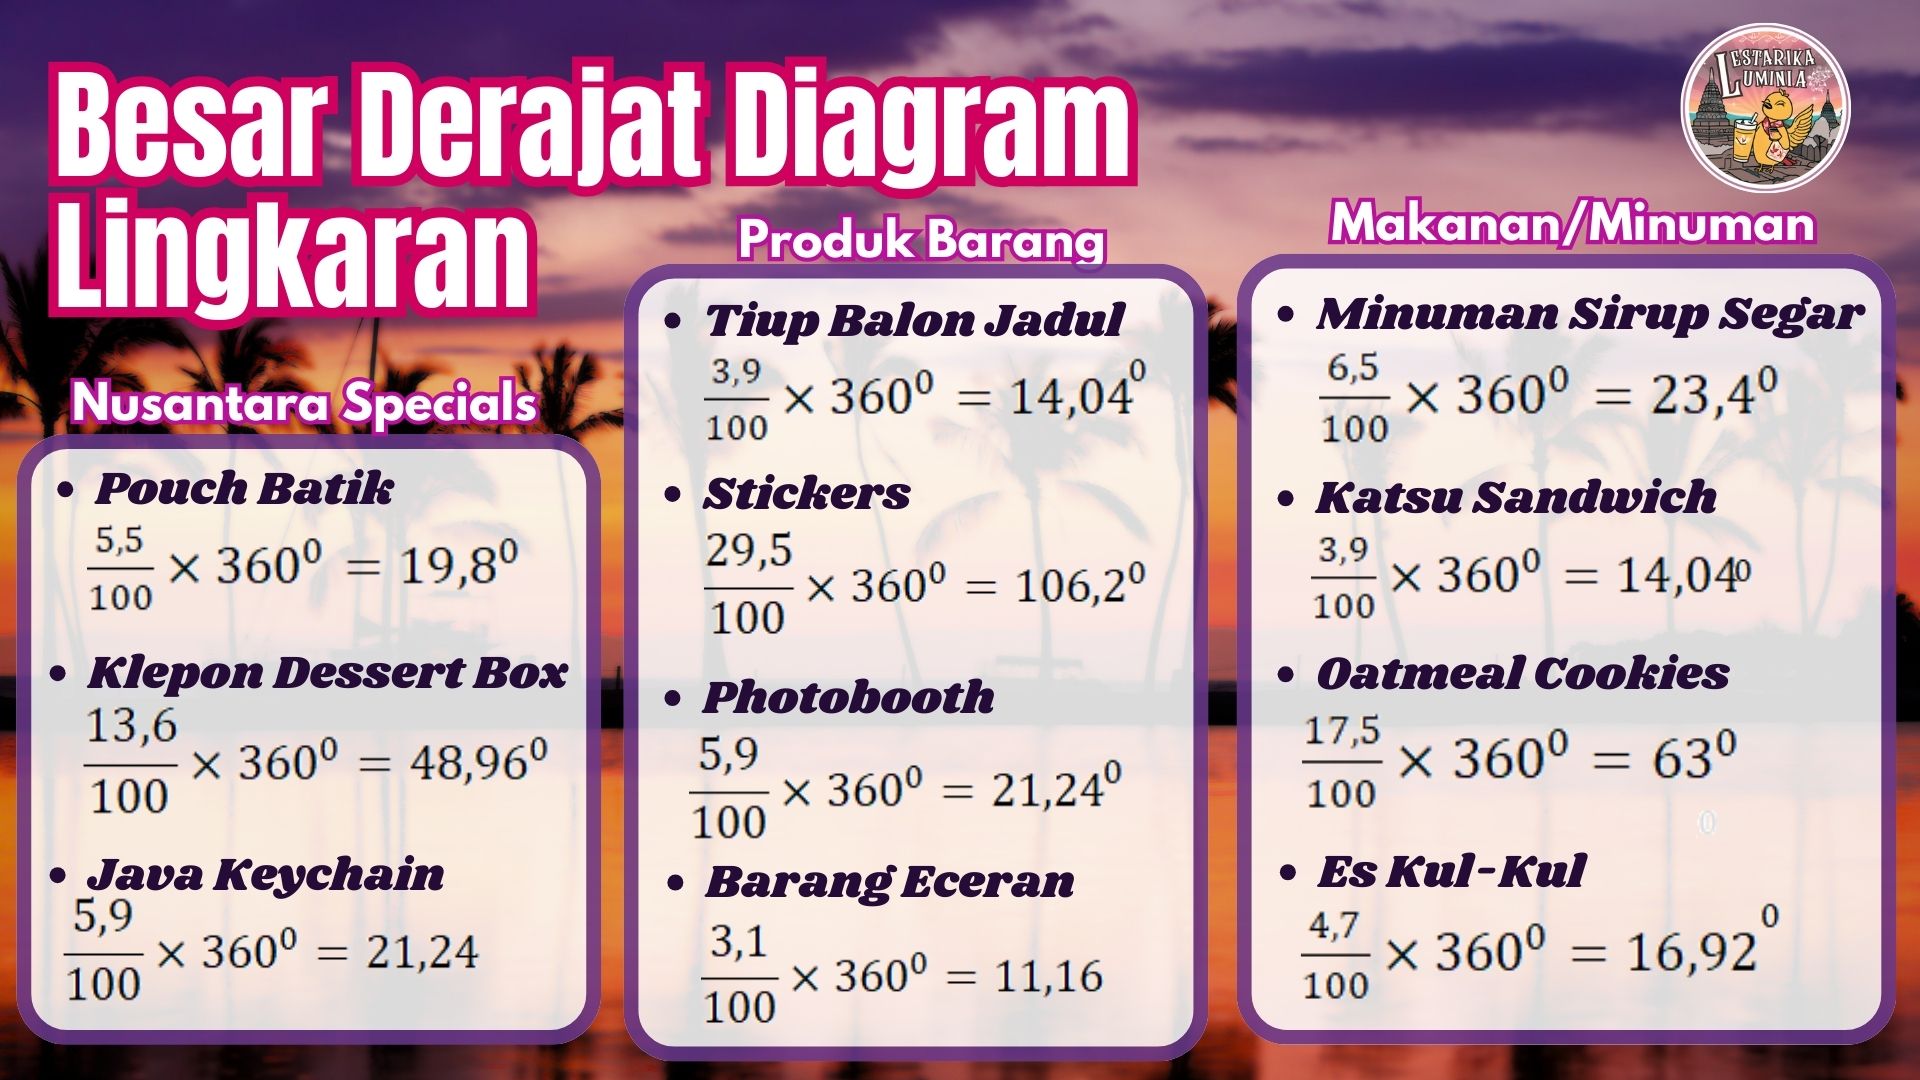 Besar Derajat Diagram
Lingkaran
LESTARIKA
LUMINIA
Nusantara Specials
• Pouch Batik
5,5/100 × 360⁰ = 19,8⁰
• Klepon Dessert Box
13,6/100 × 360⁰ = 48,96⁰
• Java Keychain
5,9/100 × 360⁰ = 21,24
Produk Barang
• Tiup Balon Jadul
3,9/100 × 360⁰ = 14,04⁰
• Stickers
29,5/100 × 360⁰ = 106,2⁰
• Photobooth
5,9/100 × 360⁰ = 21,24⁰
• Barang Eceran
3,1/100 × 360⁰ = 11,16
Makanan/Minuman
• Minuman Sirup Segar
6,5/100 × 360⁰ = 23,4⁰
• Katsu Sandwich
3,9/100 × 360⁰ = 14,04⁰
• Oatmeal Cookies
17,5/100 × 360⁰ = 63⁰
0
• Es Kul-Kul
4,7/100 × 360⁰ = 16,92⁰